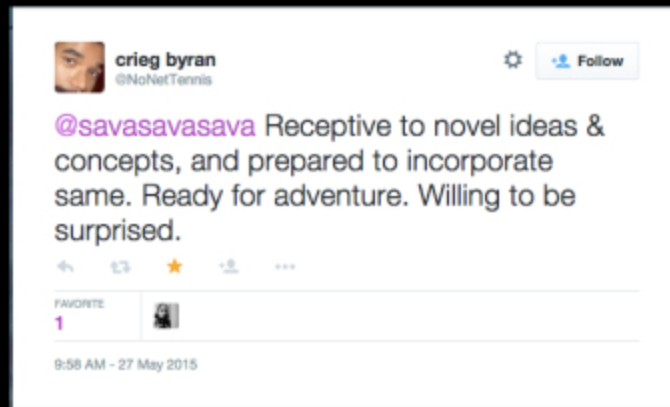 crieg byran
@NoNetTennis
Follow
@savasavasava Receptive to novel ideas &
concepts, and prepared to incorporate
same. Ready for adventure. Willing to be
surprised.
FAVORITE
1
9:58 AM - 27 May 2015